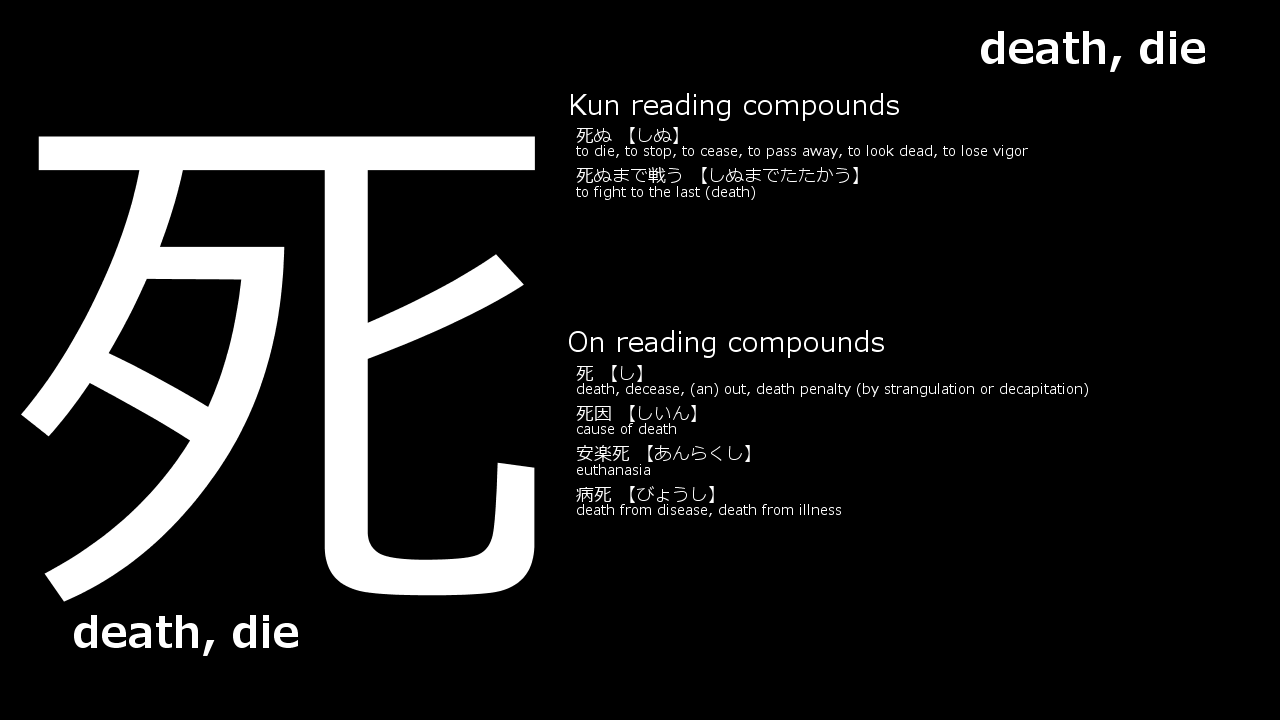 death, die
死
death, die
Kun reading compounds
死ぬ 【しぬ】
to die, to stop, to cease, to pass away, to look dead, to lose vigor
死ぬまで戦う 【しぬまでたたかう】
to fight to the last (death)
On reading compounds
死 【し】
death, decease, (an) out, death penalty (by strangulation or decapitation)
死因 【しいん】
cause of death
安楽死 【あんらくし】
euthanasia
病死 【びょうし】
death from disease, death from illness